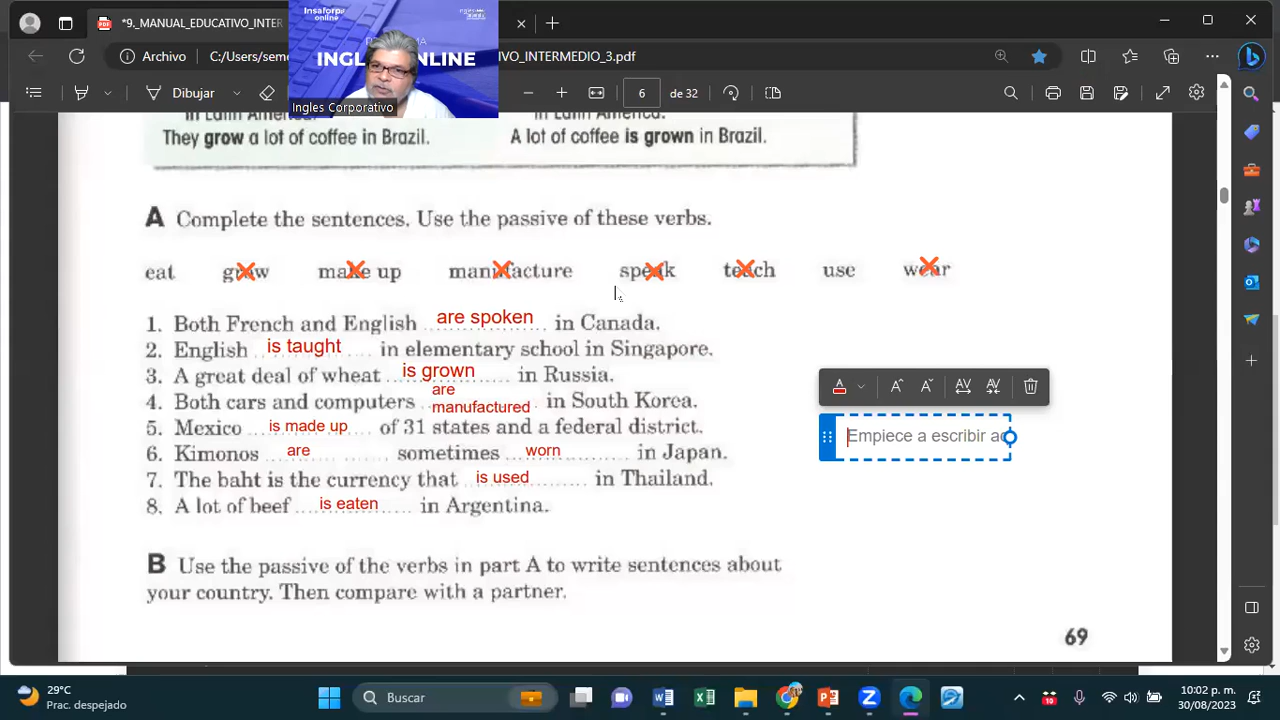 9._MANUAL_EDUCATIVO_INTER
Archivo
C:/Users/seme
IVO_INTERMEDIO_3.pdf
Insaforp
online
INGL
NLINE
Ingles Corporativo
Dibujar
6
de 32
They grow a lot of coffee in Brazil.
A lot of coffee is grown in Brazil.
A Complete the sentences. Use the passive of these verbs.
eat grow make up manufacture speak teach use wear
1. Both French and English are spoken in Canada.
2. English is taught in elementary school in Singapore.
3. A great deal of wheat is grown in Russia.
4. Both cars and computers are manufactured in South Korea.
5. Mexico is made up of 31 states and a federal district.
6. Kimonos are sometimes worn in Japan.
7. The baht is the currency that is used in Thailand.
8. A lot of beef is eaten in Argentina.
Empiece a escribir ac
B Use the passive of the verbs in part A to write sentences about
your country. Then compare with a partner.
69
29°C
Prac. despejado
Buscar
10:02 p. m.
30/08/2023